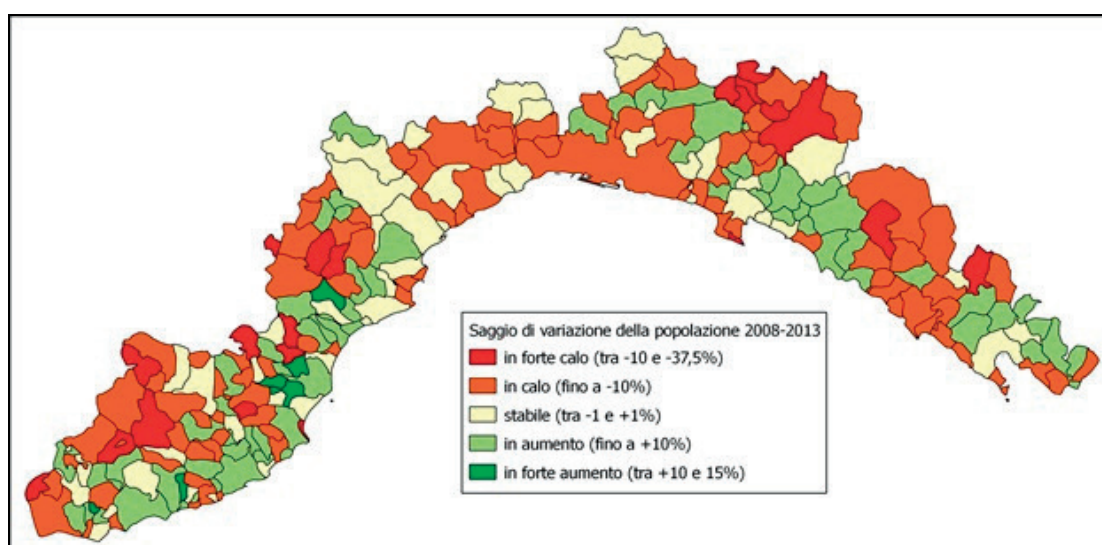 Saggio di variazione della popolazione 2008-2013
in forte calo (tra -10 e -37,5%)
in calo (fino a -10%)
stabile (tra -1 e +1%)
in aumento (fino a +10%)
in forte aumento (tra +10 e 15%)